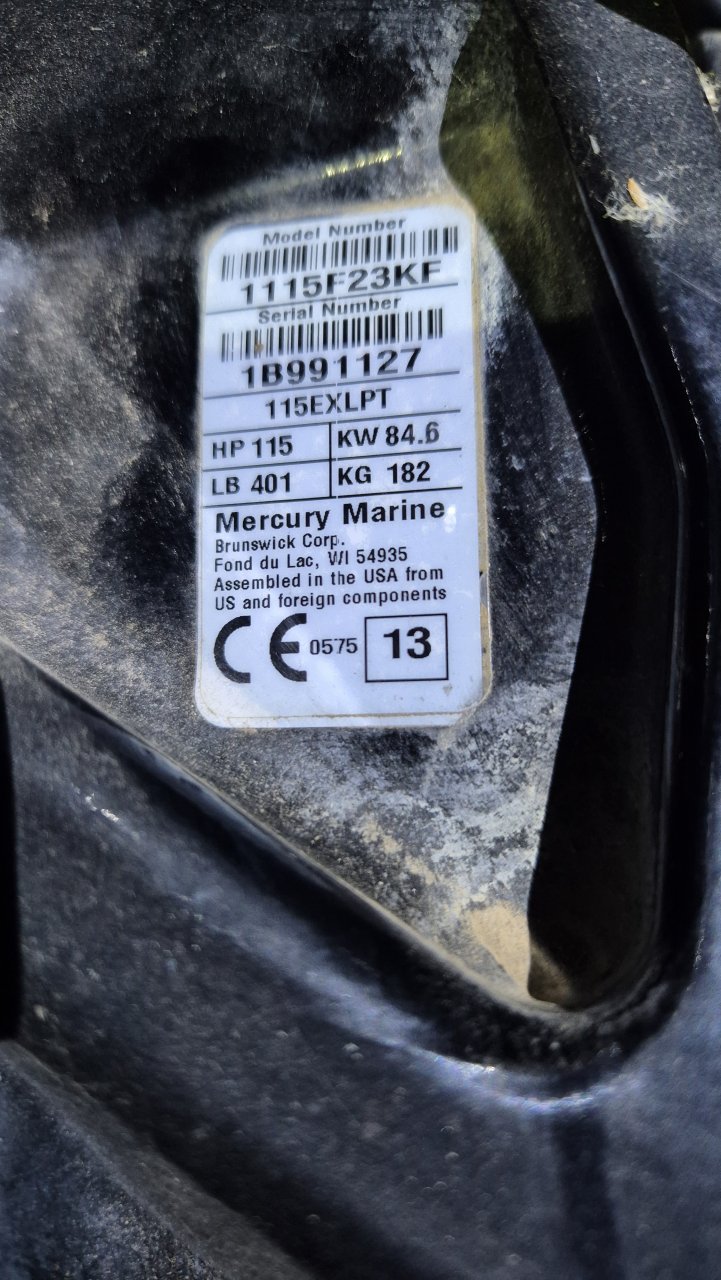 Model Number
1115F23KF
Serial Number
1B991127
115EXLPT
HP 115 KW 84.6
LB 401 KG 182
Mercury Marine
Brunswick Corp.
Fond du Lac, WI 54935
Assembled in the USA from
US and foreign components
CE 0575 13